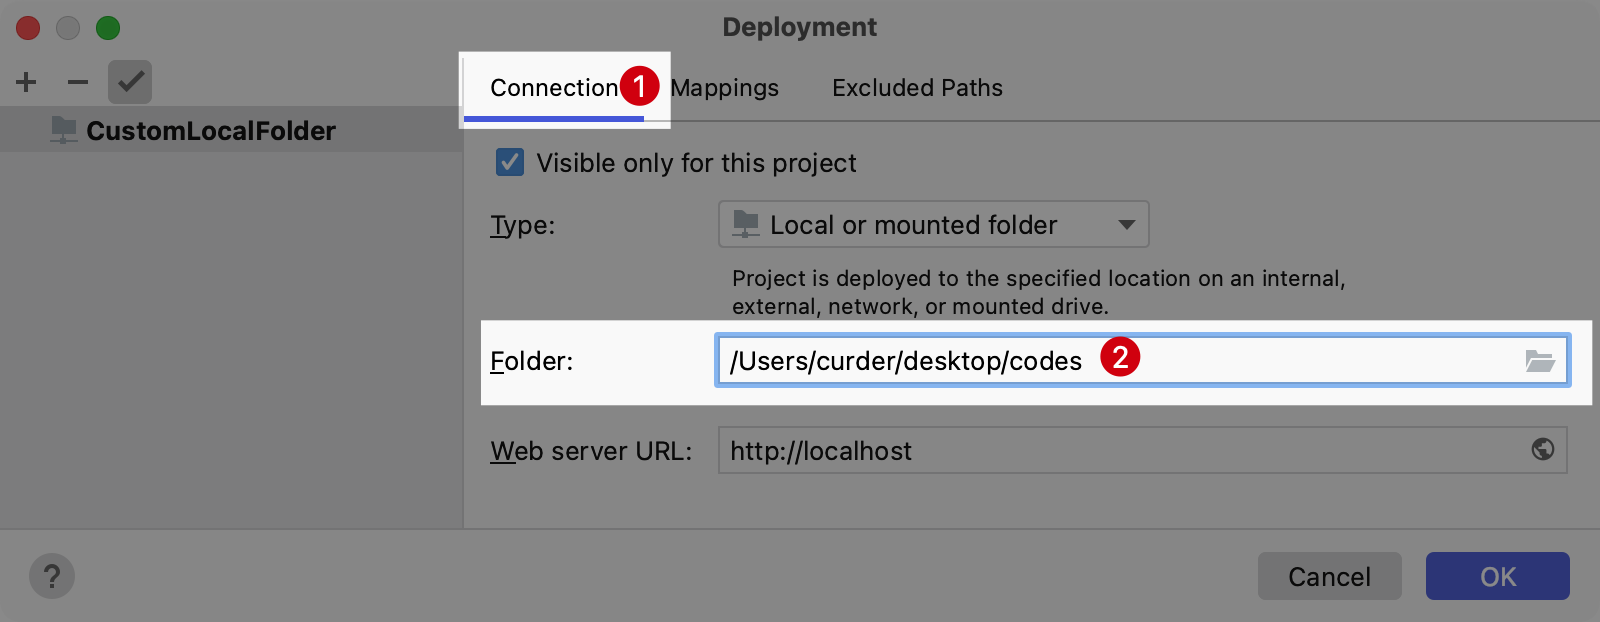 Deployment
Connection 1 Mappings Excluded Paths
CustomLocalFolder
Visible only for this project
Type: Local or mounted folder
Project is deployed to the specified location on an internal,
external, network, or mounted drive.
Folder: /Users/curder/desktop/codes 2
Web server URL: http://localhost
? Cancel OK